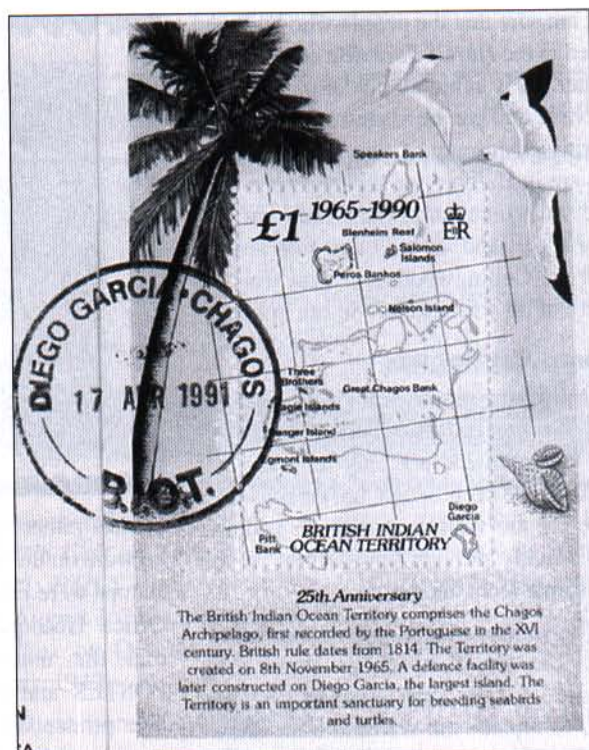 Speakers Bank
£1 1965~1990 ER
Blenheim Reef
Salomon
Islands
Peros Banhos
DIEGO GARCIA · CHAGOS
Nelson Island
Three
Brothers
17 APR 1991
Great Chagos Bank
Eagle Islands
Danger Island
Egmont Islands
B.I.O.T.
Diego
Garcia
Pitt
Bank
BRITISH INDIAN
OCEAN TERRITORY
25th Anniversary
The British Indian Ocean Territory comprises the Chagos
Archipelago, first recorded by the Portuguese in the XVI
century. British rule dates from 1814. The Territory was
created on 8th November 1965. A defence facility was
later constructed on Diego Garcia, the largest island. The
Territory is an important sanctuary for breeding seabirds
and turtles.
N